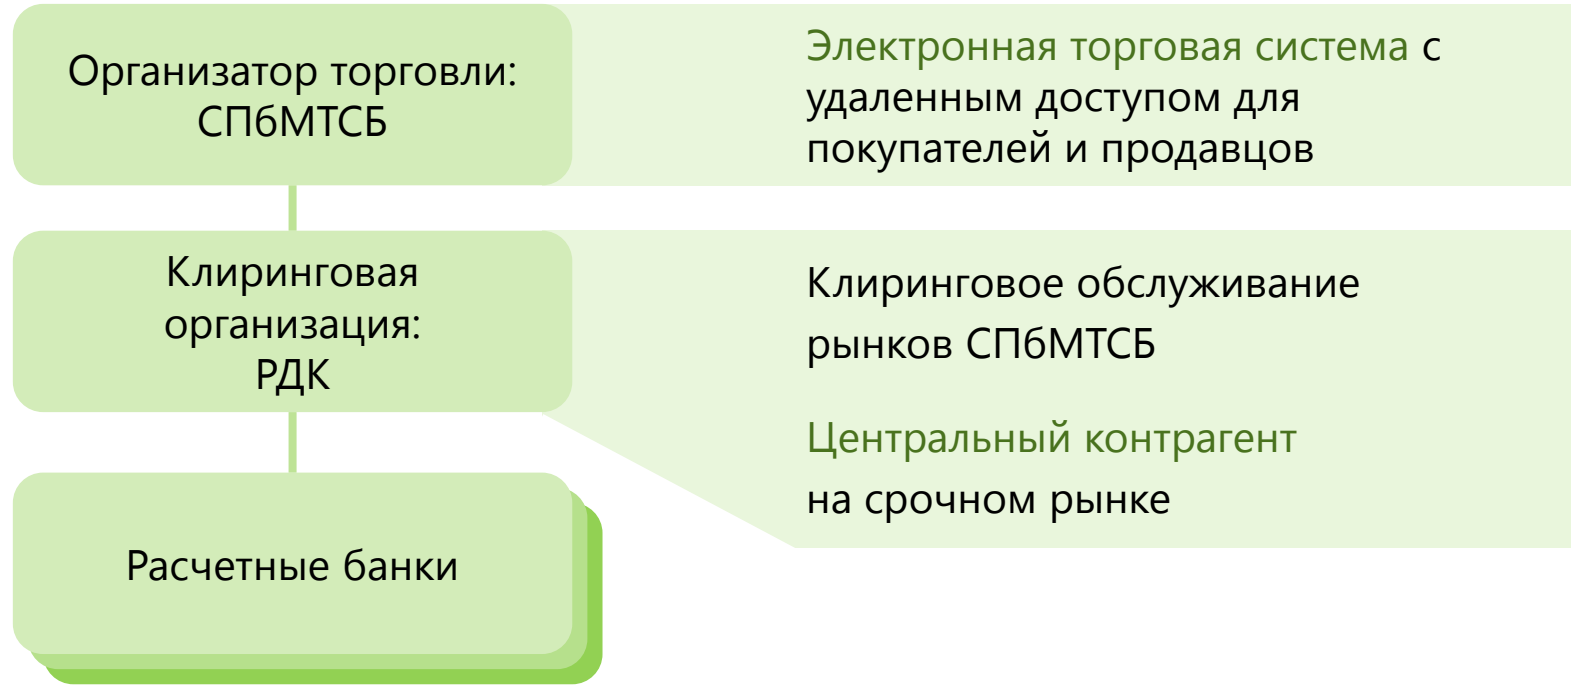 Организатор торговли:
СПбМТСБ
Электронная торговая система с
удаленным доступом для
покупателей и продавцов
Клиринговая
организация:
РДК
Клиринговое обслуживание
рынков СПбМТСБ
Центральный контрагент
на срочном рынке
Расчетные банки